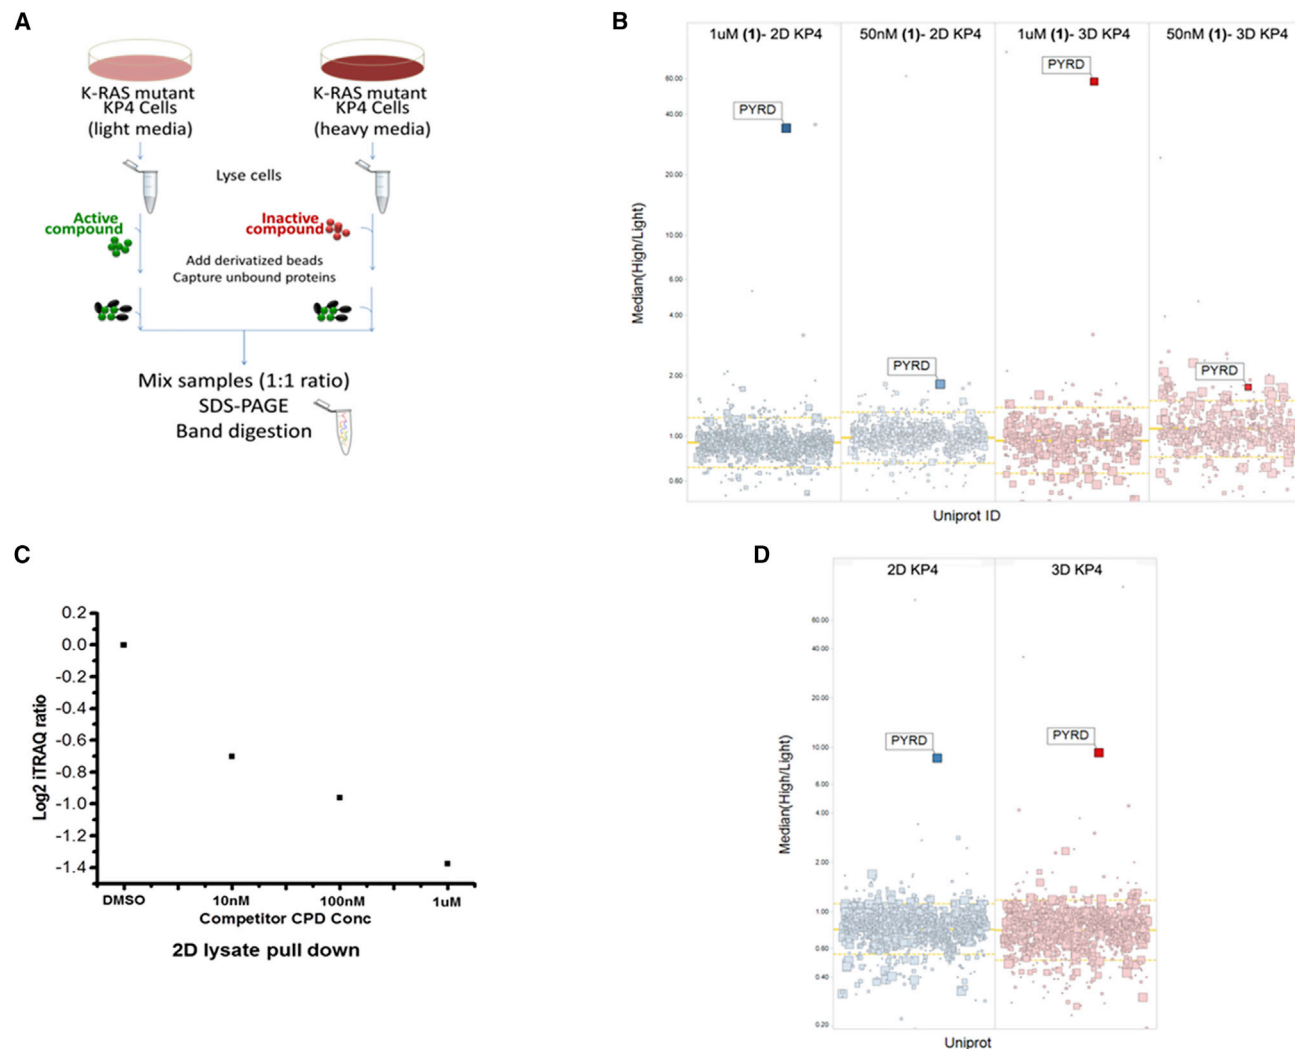 A
K-RAS mutant
KP4 Cells
(light media)
K-RAS mutant
KP4 Cells
(heavy media)
Lyse cells
Active
compound
Inactive
compound
Add derivatized beads
Capture unbound proteins
Mix samples (1:1 ratio)
SDS-PAGE
Band digestion
B
1uM (1)- 2D KP4
50nM (1)- 2D KP4
1uM (1)- 3D KP4
50nM (1)- 3D KP4
Median(High/Light)
60.00
40.00
20.00
10.00
6.00
4.00
2.00
1.00
0.60
PYRD
PYRD
PYRD
PYRD
Uniprot ID
C
Log2 iTRAQ ratio
0.2
0.0
-0.2
-0.4
-0.6
-0.8
-1.0
-1.2
-1.4
DMSO
10nM
100nM
1uM
Competitor CPD Conc
2D lysate pull down
D
2D KP4
3D KP4
Median(High/Light)
60.00
40.00
20.00
10.00
6.00
4.00
2.00
1.00
0.60
0.40
0.20
PYRD
PYRD
Uniprot